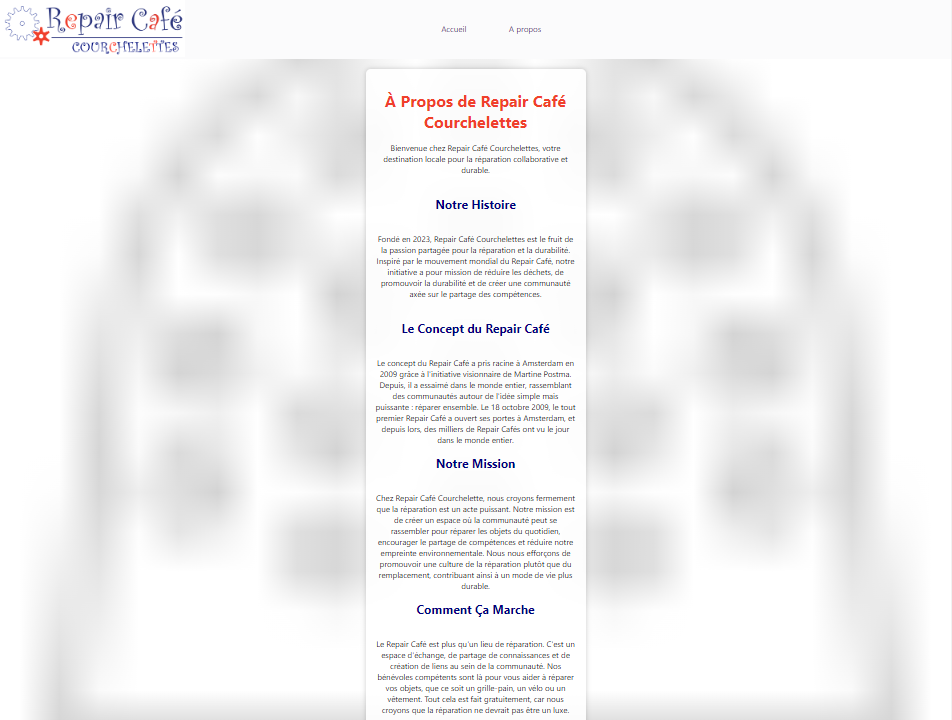 Repair Café
COURCHELETTES
Accueil
A propos
À Propos de Repair Café
Courchelettes
Bienvenue chez Repair Café Courchelettes, votre
destination locale pour la réparation collaborative et
durable.
Notre Histoire
Fondé en 2023, Repair Café Courchelettes est le fruit de
la passion partagée pour la réparation et la durabilité.
Inspiré par le mouvement mondial du Repair Café, notre
initiative a pour mission de réduire les déchets, de
promouvoir la durabilité et de créer une communauté
axée sur le partage des compétences.
Le Concept du Repair Café
Le concept du Repair Café a pris racine à Amsterdam en
2009 grâce à l'initiative visionnaire de Martine Postma.
Depuis, il a essaimé dans le monde entier, rassemblant
des communautés autour de l'idée simple mais
puissante : réparer ensemble. Le 18 octobre 2009, le tout
premier Repair Café a ouvert ses portes à Amsterdam, et
depuis lors, des milliers de Repair Cafés ont vu le jour
dans le monde entier.
Notre Mission
Chez Repair Café Courchelette, nous croyons fermement
que la réparation est un acte puissant. Notre mission est
de créer un espace où la communauté peut se
rassembler pour réparer les objets du quotidien,
encourager le partage de compétences et réduire notre
empreinte environnementale. Nous nous efforçons de
promouvoir une culture de la réparation plutôt que du
remplacement, contribuant ainsi à un mode de vie plus
durable.
Comment Ça Marche
Le Repair Café est plus qu'un lieu de réparation. C'est un
espace d'échange, de partage de connaissances et de
création de liens au sein de la communauté. Nos
bénévoles compétents sont là pour vous aider à réparer
vos objets, que ce soit un grille-pain, un vélo ou un
vêtement. Tout cela est fait gratuitement, car nous
croyons que la réparation ne devrait pas être un luxe.